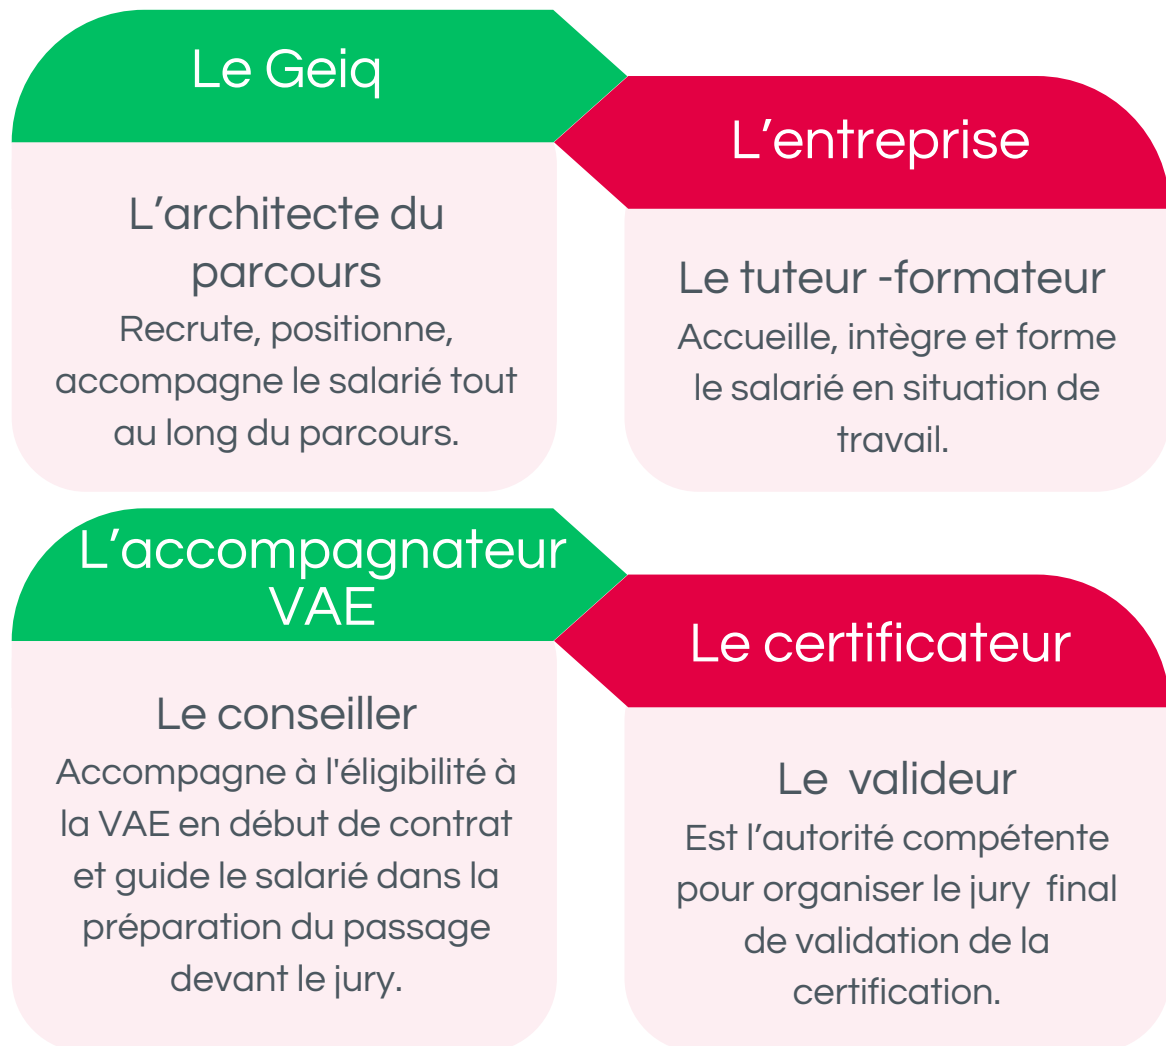 Le Geiq
L’architecte du
parcours
Recrute, positionne,
accompagne le salarié tout
au long du parcours.
L’entreprise
Le tuteur -formateur
Accueille, intègre et forme
le salarié en situation de
travail.
L’accompagnateur
VAE
Le conseiller
Accompagne à l'éligibilité à
la VAE en début de contrat
et guide le salarié dans la
préparation du passage
devant le jury.
Le certificateur
Le  valideur
Est l’autorité compétente
pour organiser le jury  final
de validation de la
certification.